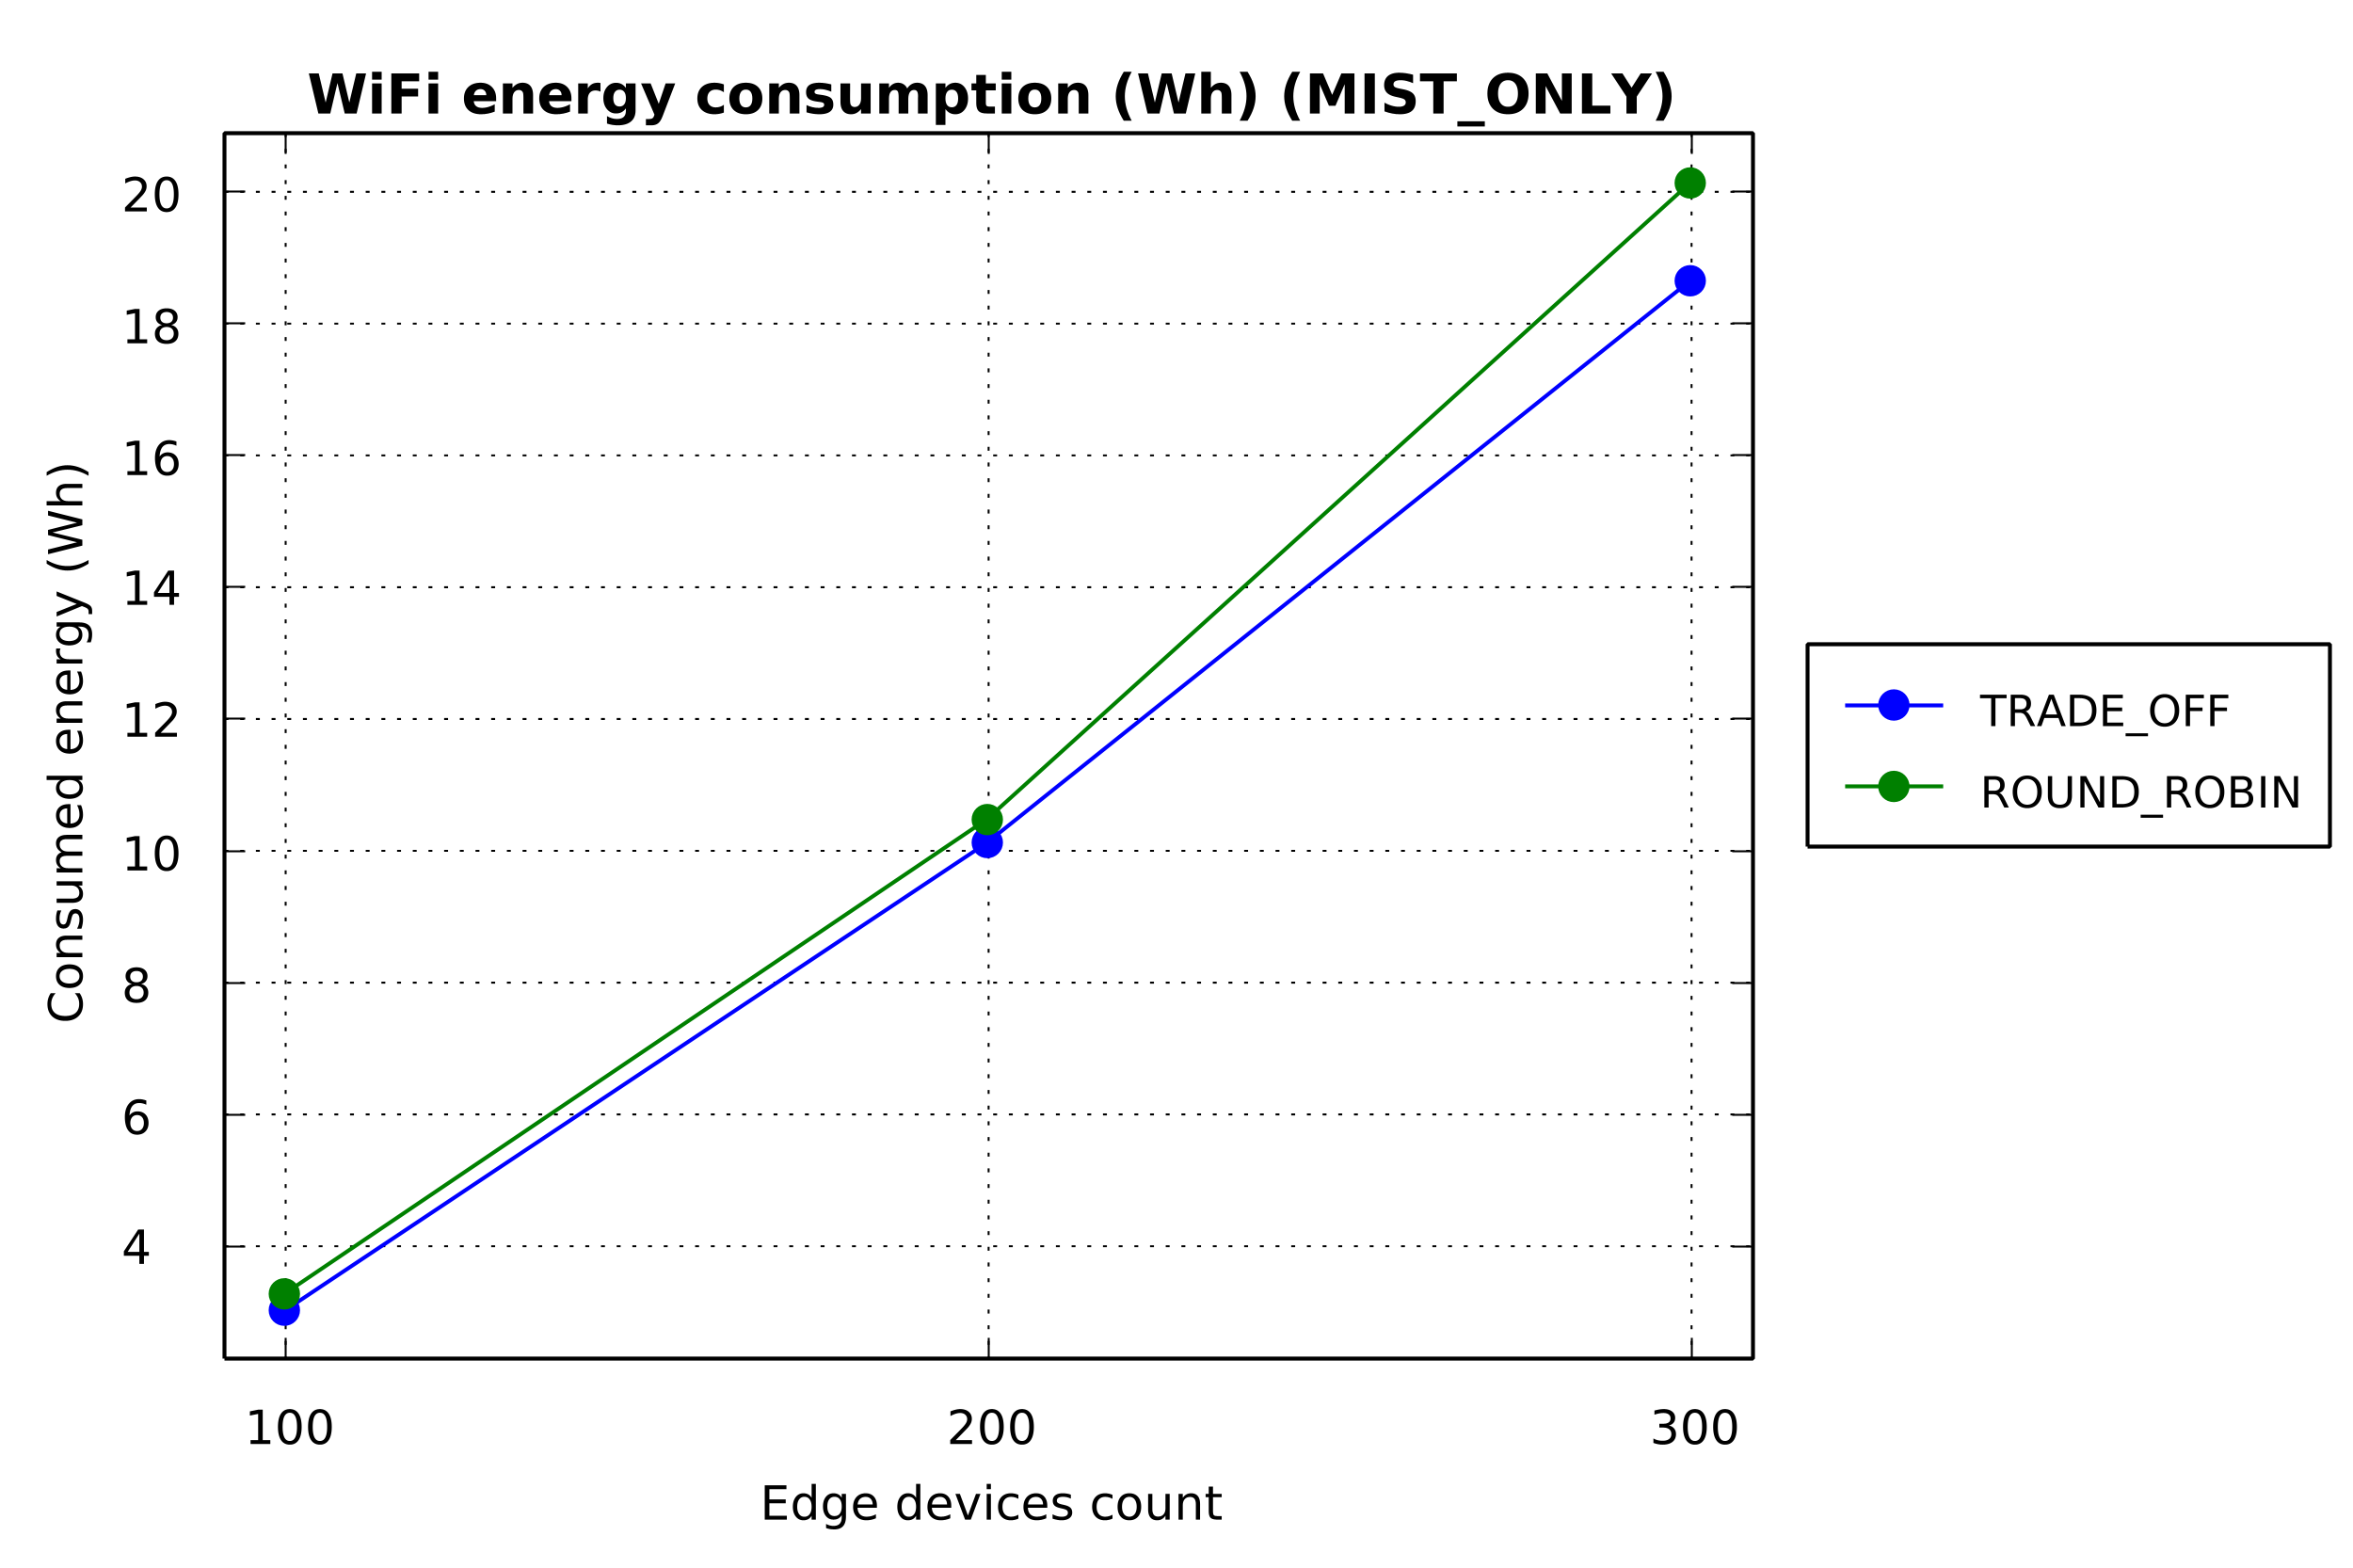 WiFi energy consumption (Wh) (MIST_ONLY)
20
18
16
14
12
10
8
6
4
Consumed energy (Wh)
100
200
300
Edge devices count
TRADE_OFF
ROUND_ROBIN